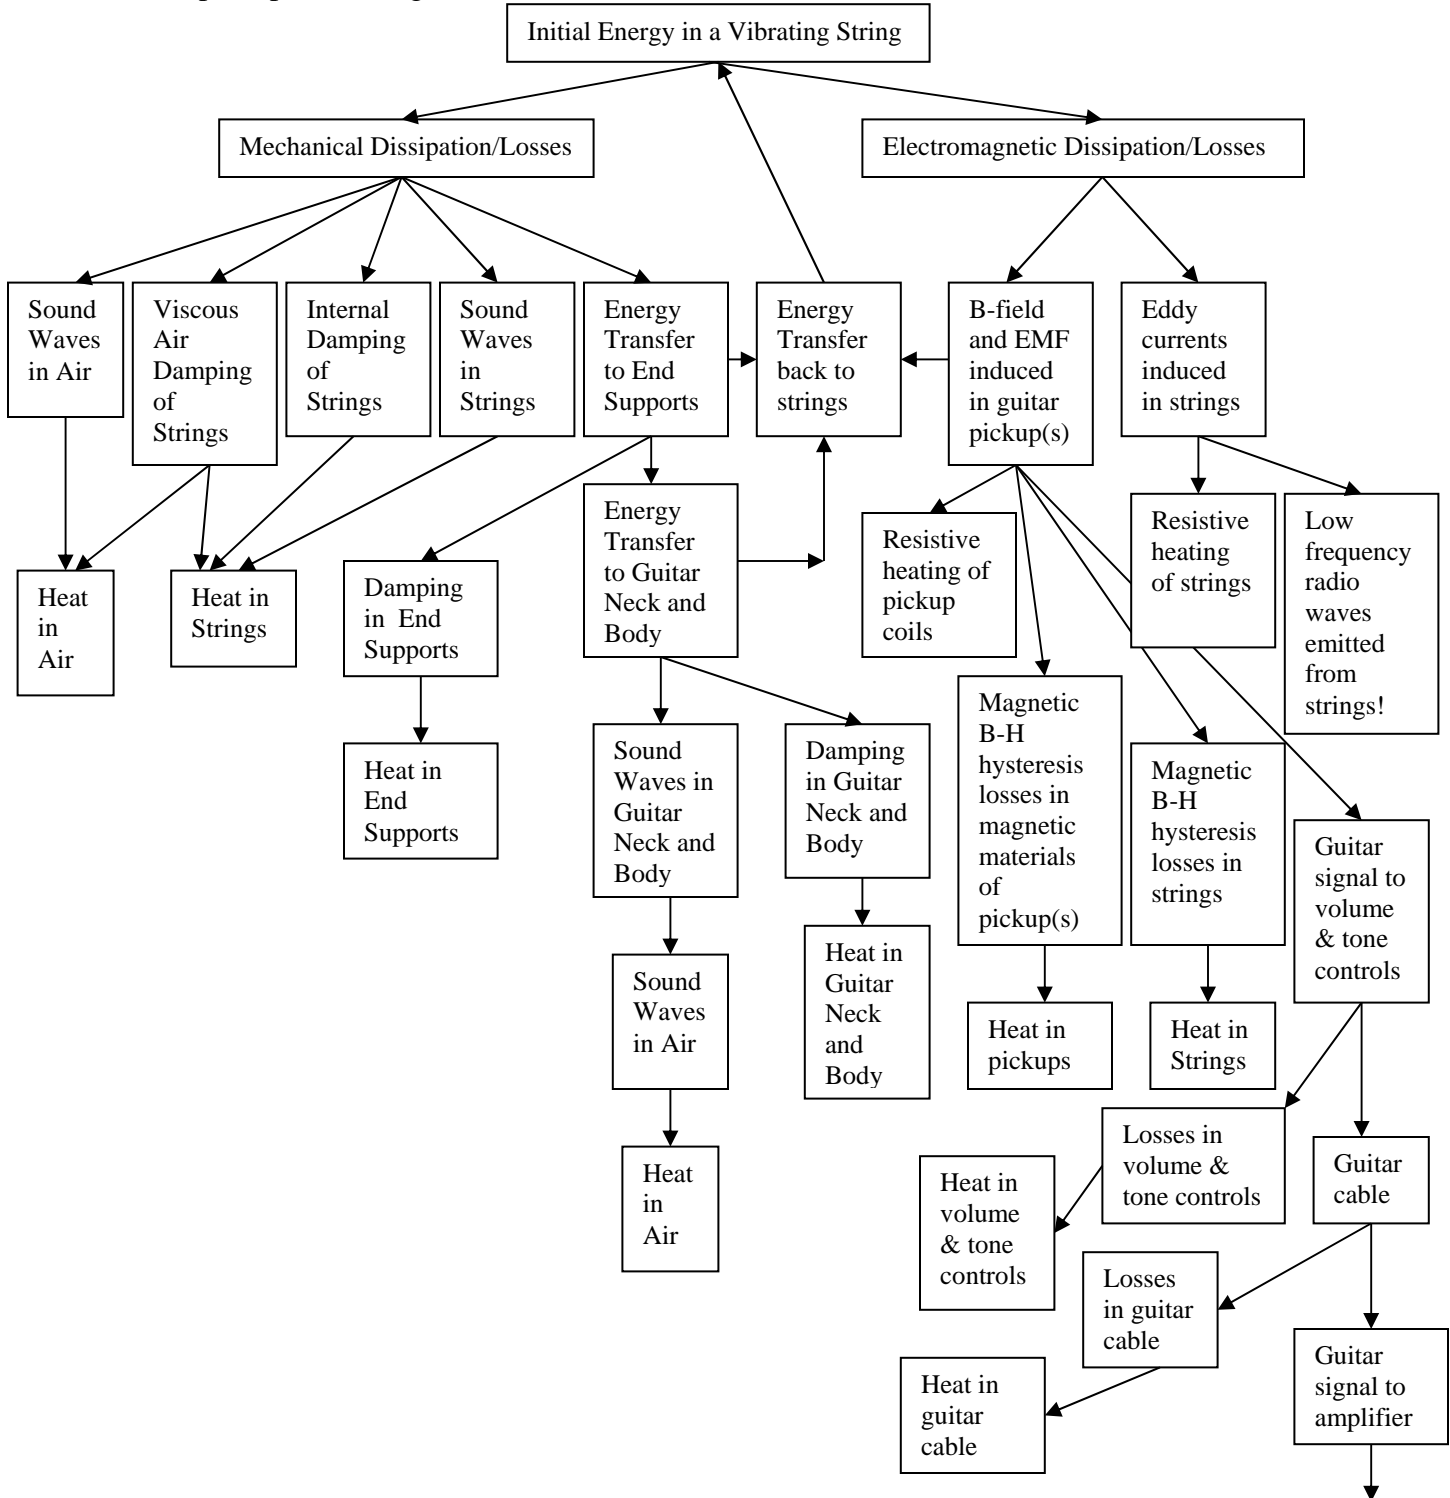 Initial Energy in a Vibrating String
Mechanical Dissipation/Losses
Electromagnetic Dissipation/Losses
Sound
Waves
in Air
Viscous
Air
Damping
of
Strings
Internal
Damping
of
Strings
Sound
Waves
in
Strings
Energy
Transfer
to End
Supports
Energy
Transfer
back to
strings
B-field
and EMF
induced
in guitar
pickup(s)
Eddy
currents
induced
in strings
Heat
in
Air
Heat in
Strings
Damping
in End
Supports
Energy
Transfer
to Guitar
Neck and
Body
Resistive
heating of
pickup
coils
Resistive
heating
of strings
Low
frequency
radio
waves
emitted
from
strings!
Heat in
End
Supports
Sound
Waves in
Guitar
Neck and
Body
Damping
in Guitar
Neck and
Body
Magnetic
B-H
hysteresis
losses in
magnetic
materials
of
pickup(s)
Magnetic
B-H
hysteresis
losses in
strings
Guitar
signal to
volume
& tone
controls
Sound
Waves
in Air
Heat in
Guitar
Neck
and
Body
Heat in
pickups
Heat in
Strings
Heat
in
Air
Heat in
volume
& tone
controls
Losses in
volume &
tone controls
Guitar
cable
Losses
in guitar
cable
Heat in
guitar
cable
Guitar
signal to
amplifier